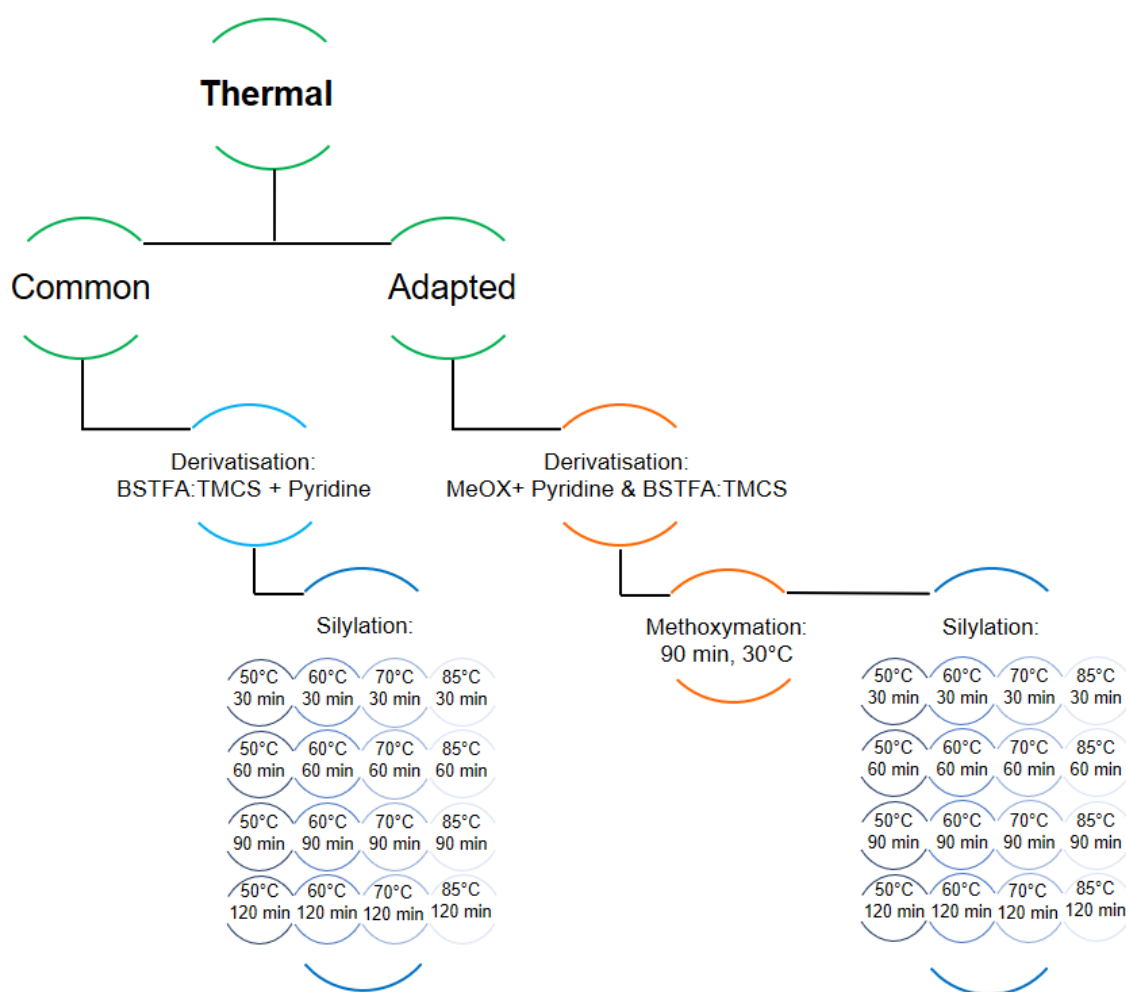 Thermal
Common
Adapted
Derivatisation:
BSTFA:TMCS + Pyridine
Derivatisation:
MeOX+ Pyridine & BSTFA:TMCS
Silylation:
50°C 60°C 70°C 85°C
30 min 30 min 30 min 30 min
50°C 60°C 70°C 85°C
60 min 60 min 60 min 60 min
50°C 60°C 70°C 85°C
90 min 90 min 90 min 90 min
50°C 60°C 70°C 85°C
120 min 120 min 120 min 120 min
Methoxymation:
90 min, 30°C
Silylation:
50°C 60°C 70°C 85°C
30 min 30 min 30 min 30 min
50°C 60°C 70°C 85°C
60 min 60 min 60 min 60 min
50°C 60°C 70°C 85°C
90 min 90 min 90 min 90 min
50°C 60°C 70°C 85°C
120 min 120 min 120 min 120 min